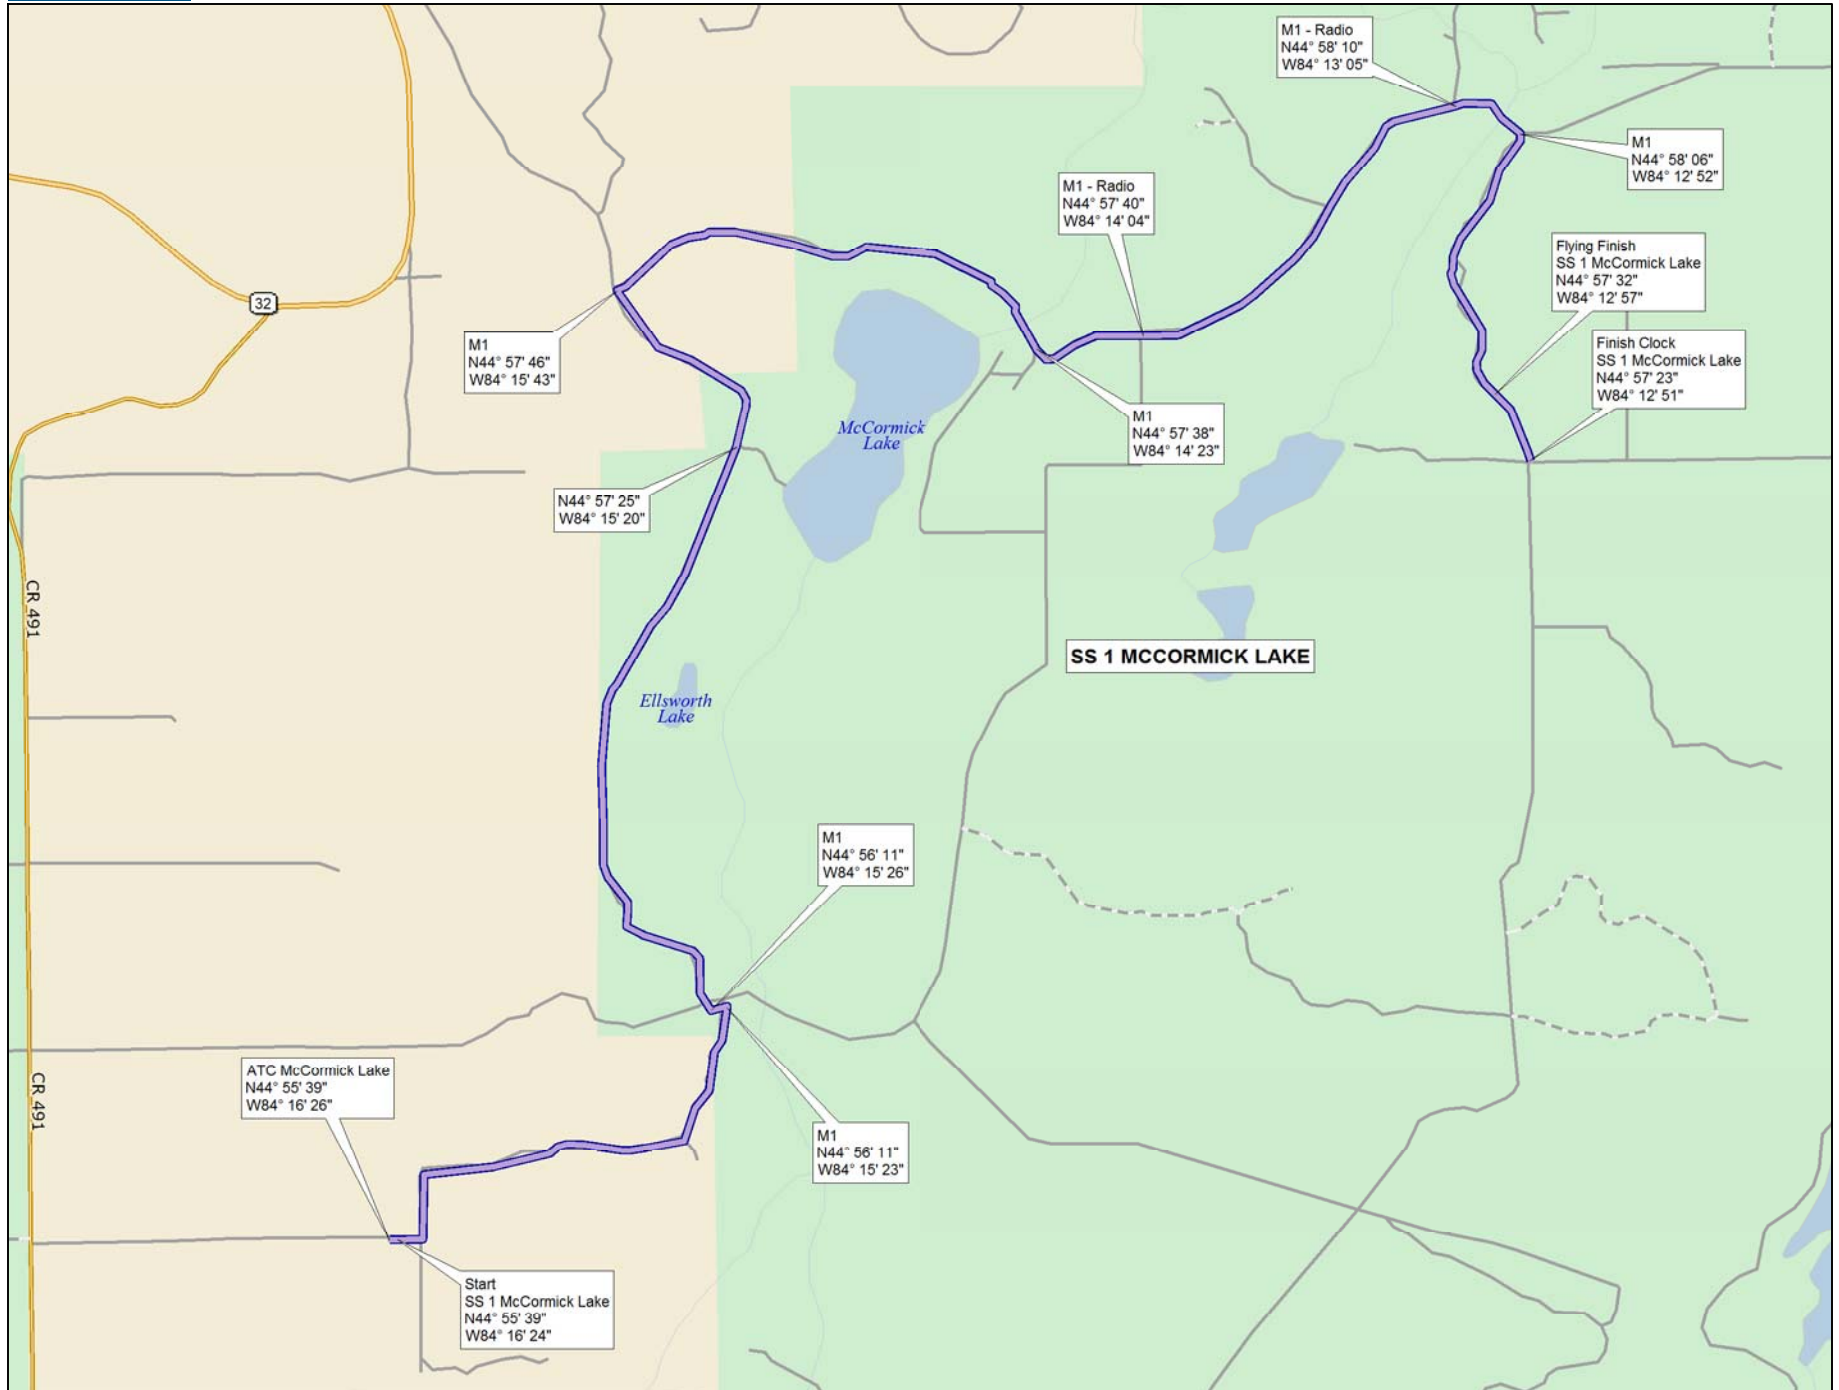 M1 - Radio
N44° 58' 10"
W84° 13' 05"
M1
N44° 58' 06"
W84° 12' 52"
M1 - Radio
N44° 57' 40"
W84° 14' 04"
Flying Finish
SS 1 McCormick Lake
N44° 57' 32"
W84° 12' 57"
32
M1
N44° 57' 46"
W84° 15' 43"
Finish Clock
SS 1 McCormick Lake
N44° 57' 23"
W84° 12' 51"
McCormick
Lake
M1
N44° 57' 38"
W84° 14' 23"
N44° 57' 25"
W84° 15' 20"
CR 491
SS 1 MCCORMICK LAKE
Ellsworth
Lake
M1
N44° 56' 11"
W84° 15' 26"
ATC McCormick Lake
N44° 55' 39"
W84° 16' 26"
CR 491
M1
N44° 56' 11"
W84° 15' 23"
Start
SS 1 McCormick Lake
N44° 55' 39"
W84° 16' 24"